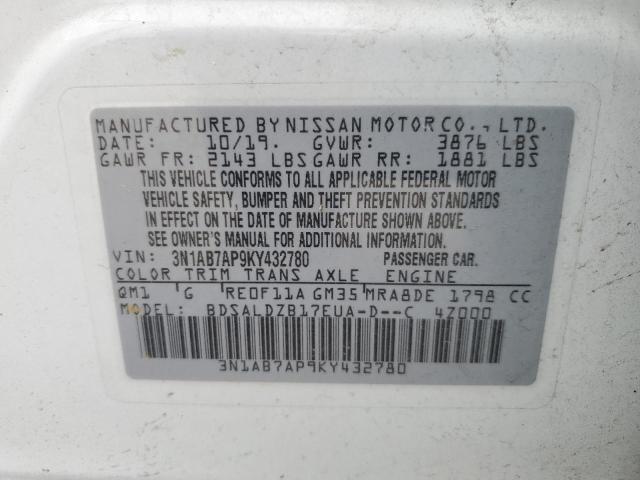 MANUFACTURED BY NISSAN MOTOR CO., LTD.
DATE: 10/19. GVWR: 3876 LBS
GAWR FR: 2143 LBS GAWR RR: 1881 LBS
THIS VEHICLE CONFORMS TO ALL APPLICABLE FEDERAL MOTOR
VEHICLE SAFETY, BUMPER AND THEFT PREVENTION STANDARDS
IN EFFECT ON THE DATE OF MANUFACTURE SHOWN ABOVE.
SEE OWNER'S MANUAL FOR ADDITIONAL INFORMATION.
VIN: 3N1AB7AP9KY432780 PASSENGER CAR.
COLOR TRIM TRANS AXLE ENGINE
QM1 G RE0F11A GM35 MRA8DE 1798 CC
MODEL: BDSALDZB17EUA-D--C 4Z000
3N1AB7AP9KY432780